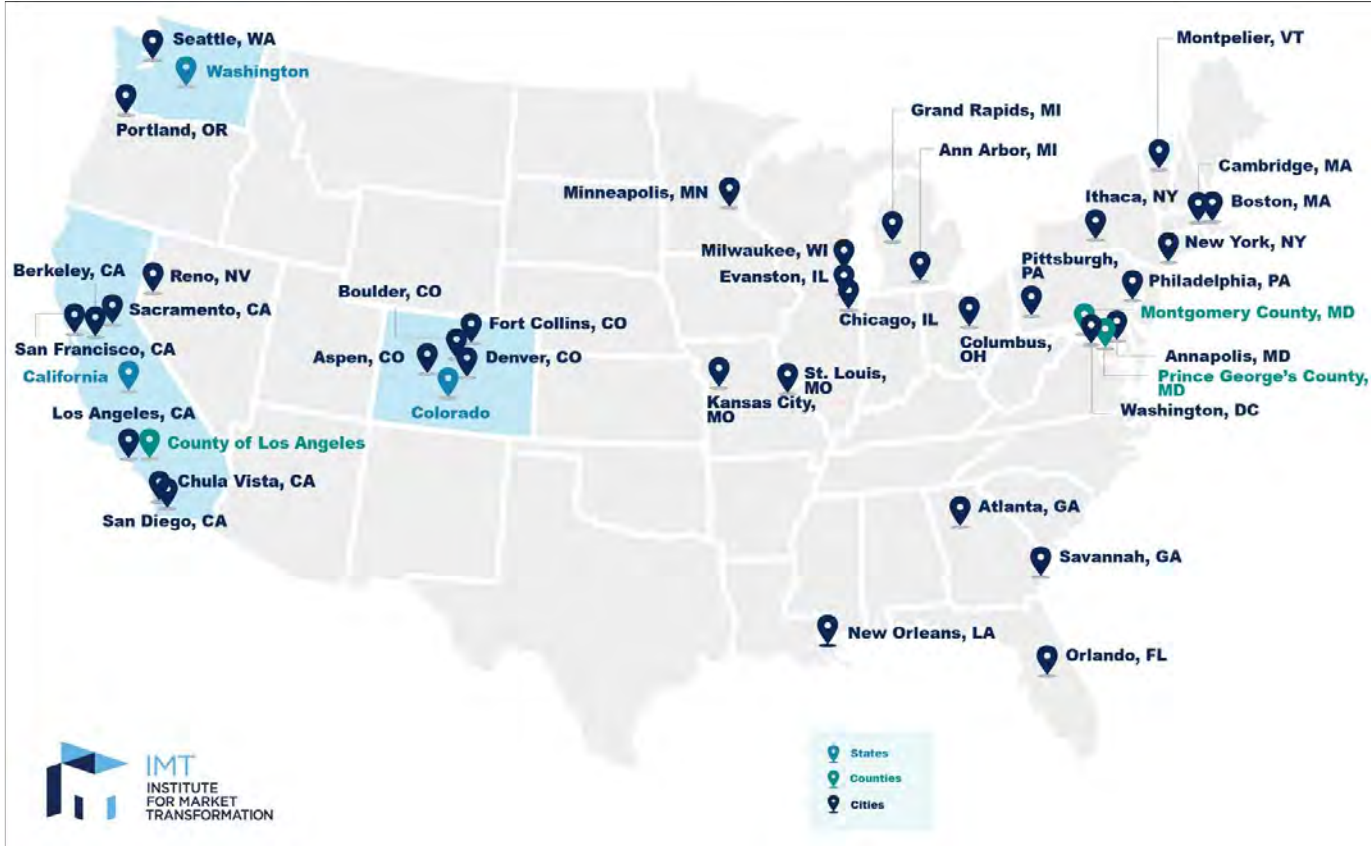 Seattle, WA
Washington
Portland, OR
Montpelier, VT
Grand Rapids, MI
Ann Arbor, MI
Cambridge, MA
Minneapolis, MN
Ithaca, NY
Boston, MA
Milwaukee, WI
New York, NY
Berkeley, CA
Reno, NV
Evanston, IL
Pittsburgh,
PA
Philadelphia, PA
Boulder, CO
Sacramento, CA
Fort Collins, CO
Chicago, IL
Montgomery County, MD
San Francisco, CA
Aspen, CO
Denver, CO
Columbus,
OH
Annapolis, MD
California
St. Louis,
MO
Prince George's County,
MD
Kansas City,
MO
Colorado
Los Angeles, CA
Washington, DC
County of Los Angeles
Chula Vista, CA
San Diego, CA
Atlanta, GA
Savannah, GA
New Orleans, LA
Orlando, FL
IMT
INSTITUTE
FOR MARKET
TRANSFORMATION
States
Counties
Cities